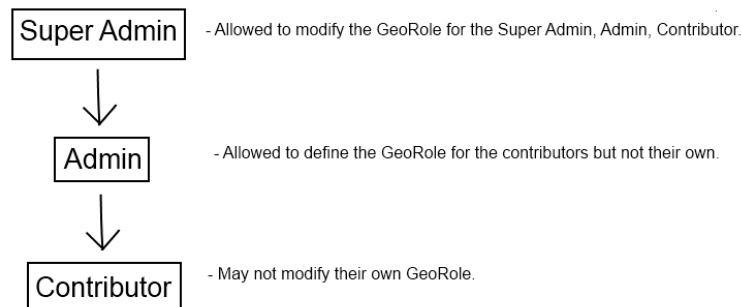 Super Admin
- Allowed to modify the GeoRole for the Super Admin, Admin, Contributor.
Admin
- Allowed to define the GeoRole for the contributors but not their own.
Contributor
- May not modify their own GeoRole.